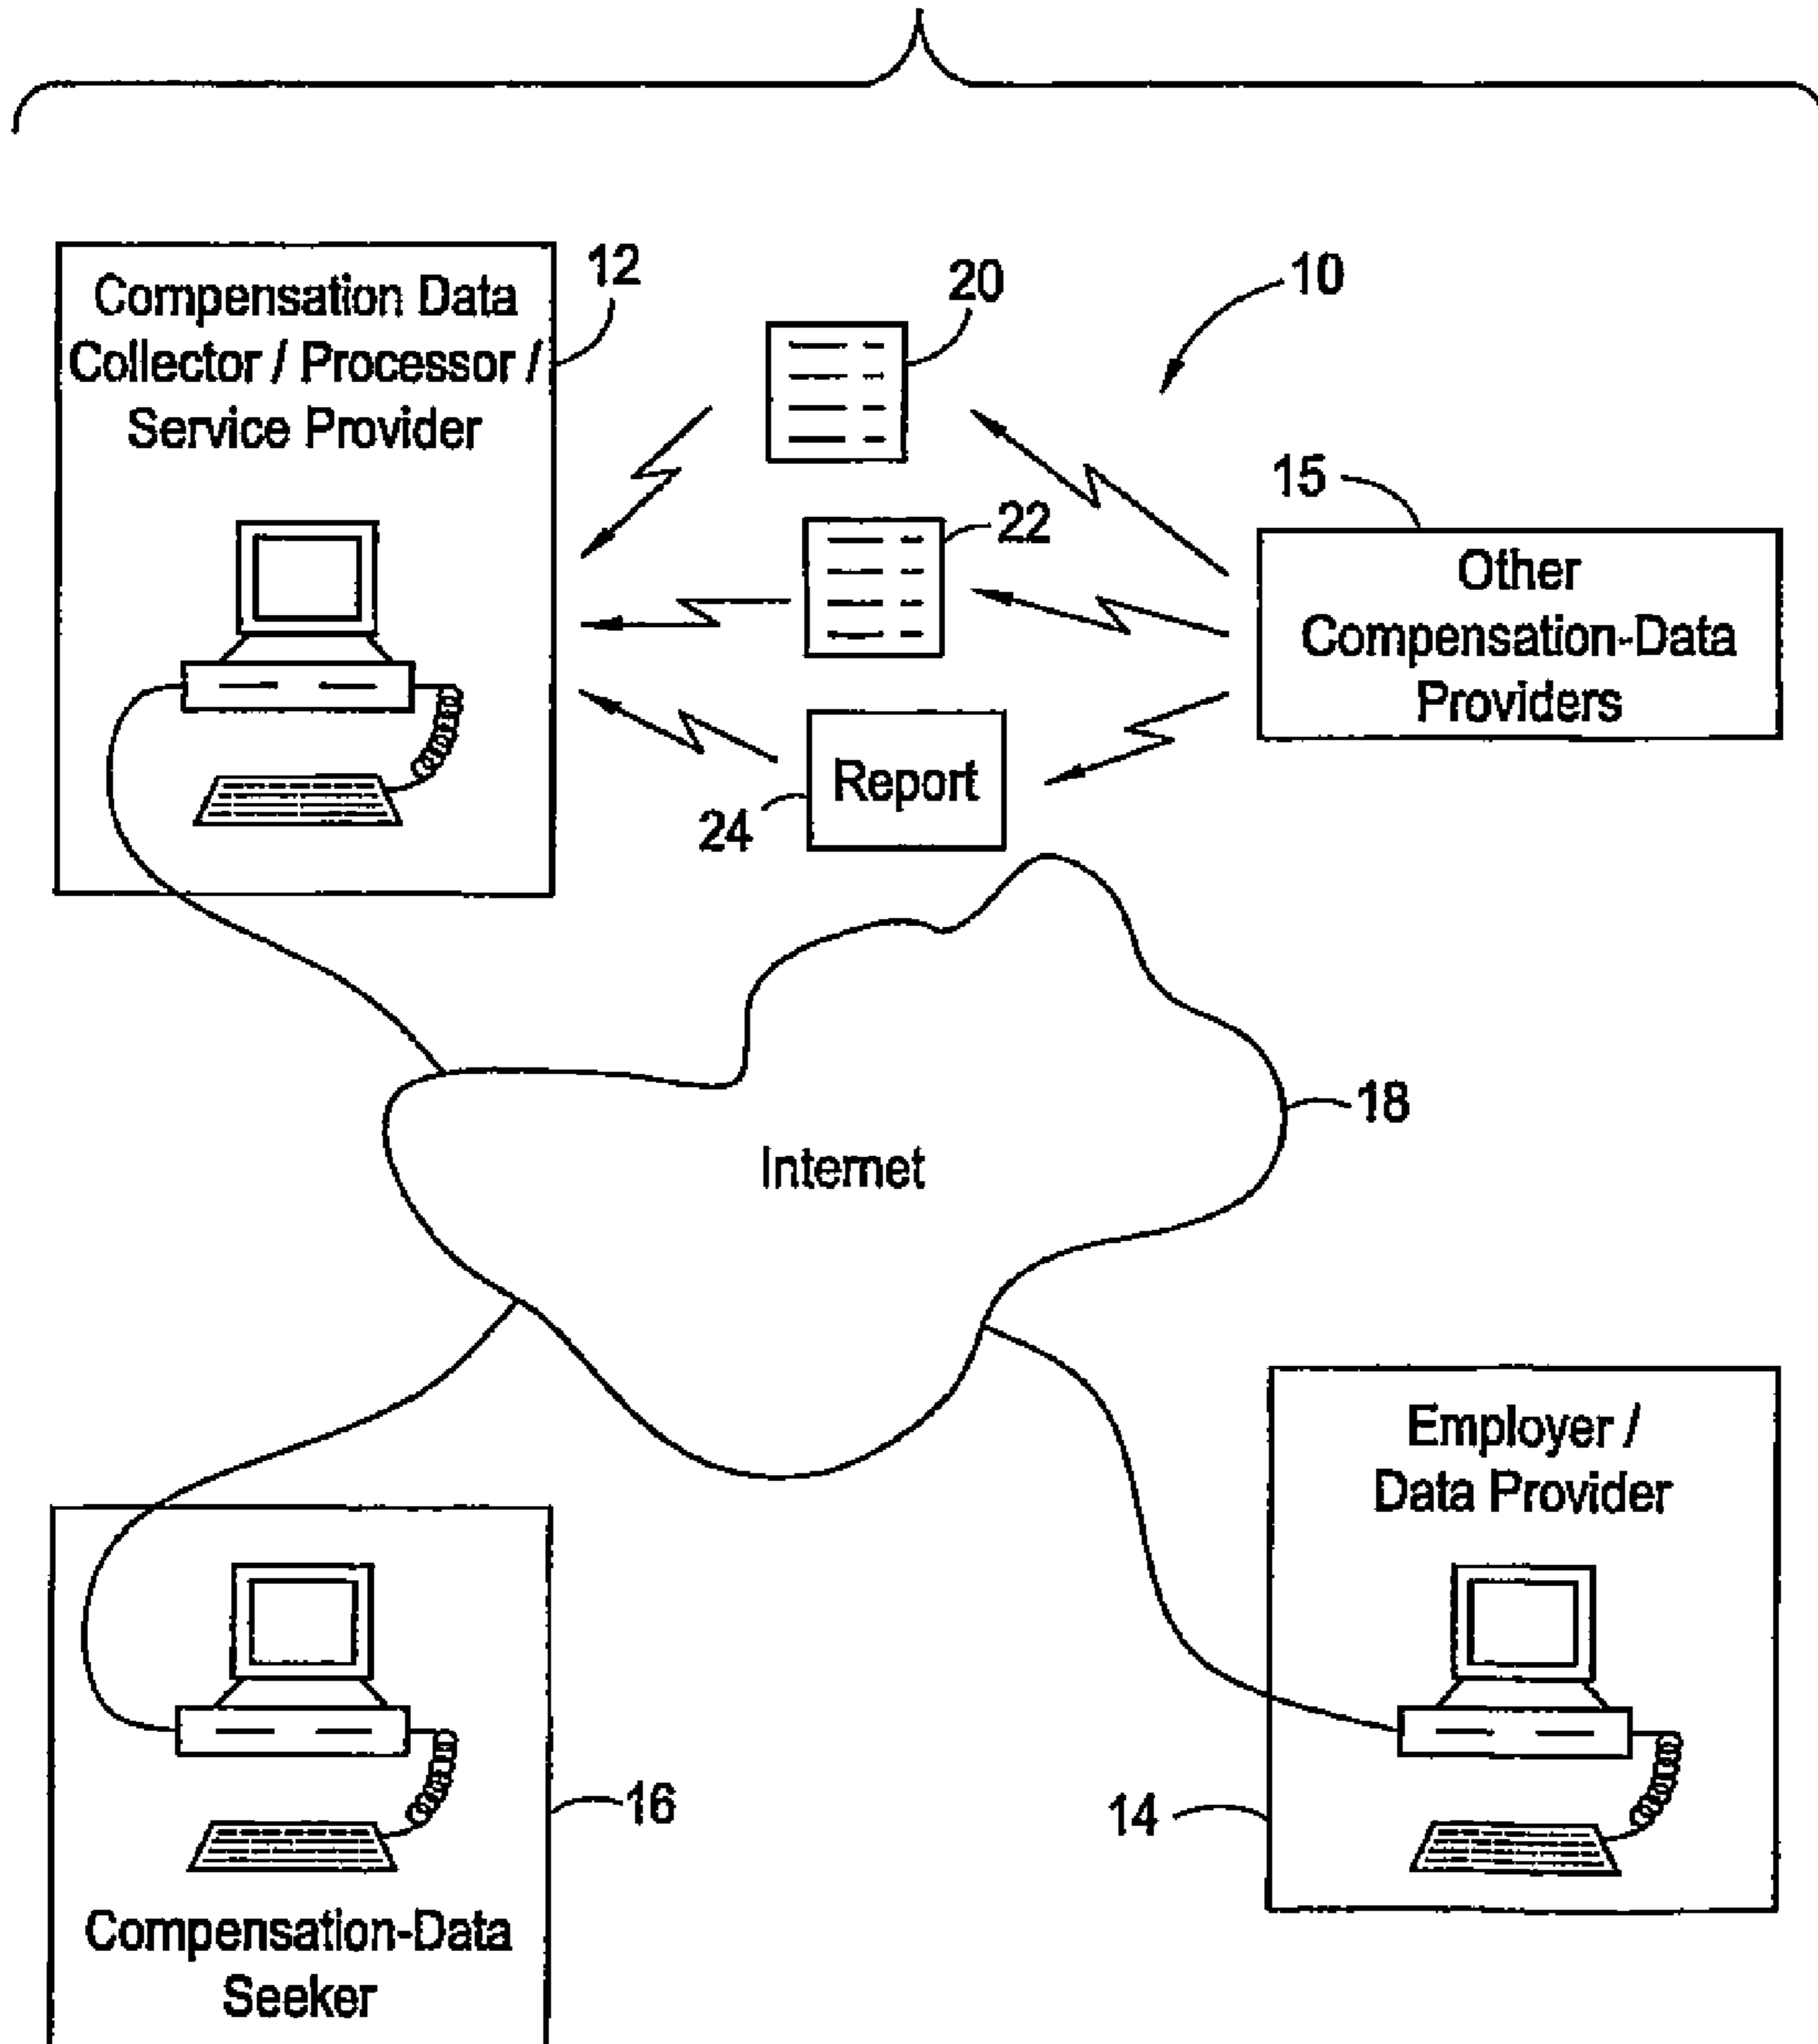 Compensation Data
Collector / Processor /
Service Provider
12
20
10
22
15
Other
Compensation-Data
Providers
Report
24
Internet
18
Employer /
Data Provider
14
16
Compensation-Data
Seeker